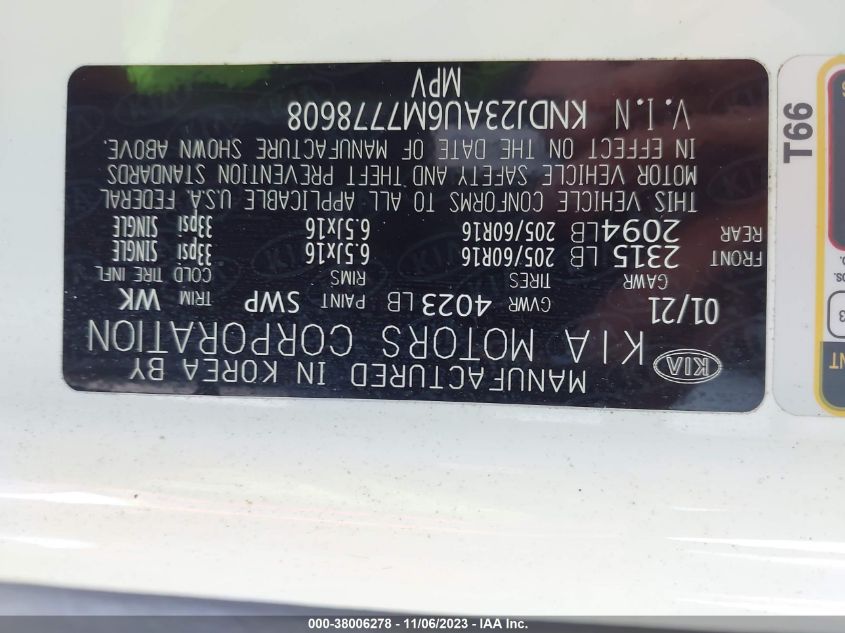 MANUFACTURED IN KOREA BY
KIA KIA MOTORS CORPORATION
01/21 GVWR 4023 LB PAINT SWP TRIM WK
GAWR TIRES RIMS COLD TIRE INFL
FRONT 2315 LB 205/60R16 6.5Jx16 33psi SINGLE
REAR 2094 LB 205/60R16 6.5Jx16 33psi SINGLE
THIS VEHICLE CONFORMS TO ALL APPLICABLE U.S.A. FEDERAL
MOTOR VEHICLE SAFETY AND THEFT PREVENTION STANDARDS
IN EFFECT ON THE DATE OF MANUFACTURE SHOWN ABOVE.
V.I.N KNDJ23AU6M7778608
MPV
T66
000-38006278 - 11/06/2023 - IAA Inc.